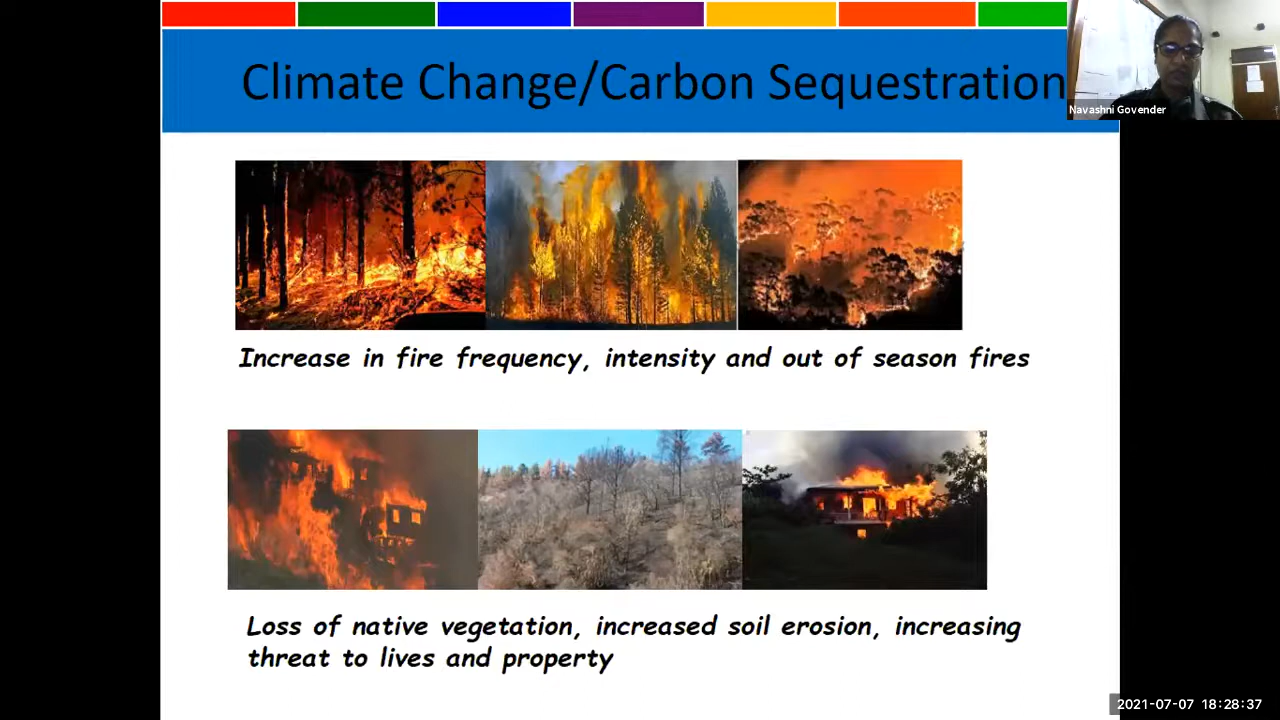 Climate Change/Carbon Sequestration
Navashni Govender
Increase in fire frequency, intensity and out of season fires
Loss of native vegetation, increased soil erosion, increasing
threat to lives and property
2021-07-07 18:28:37